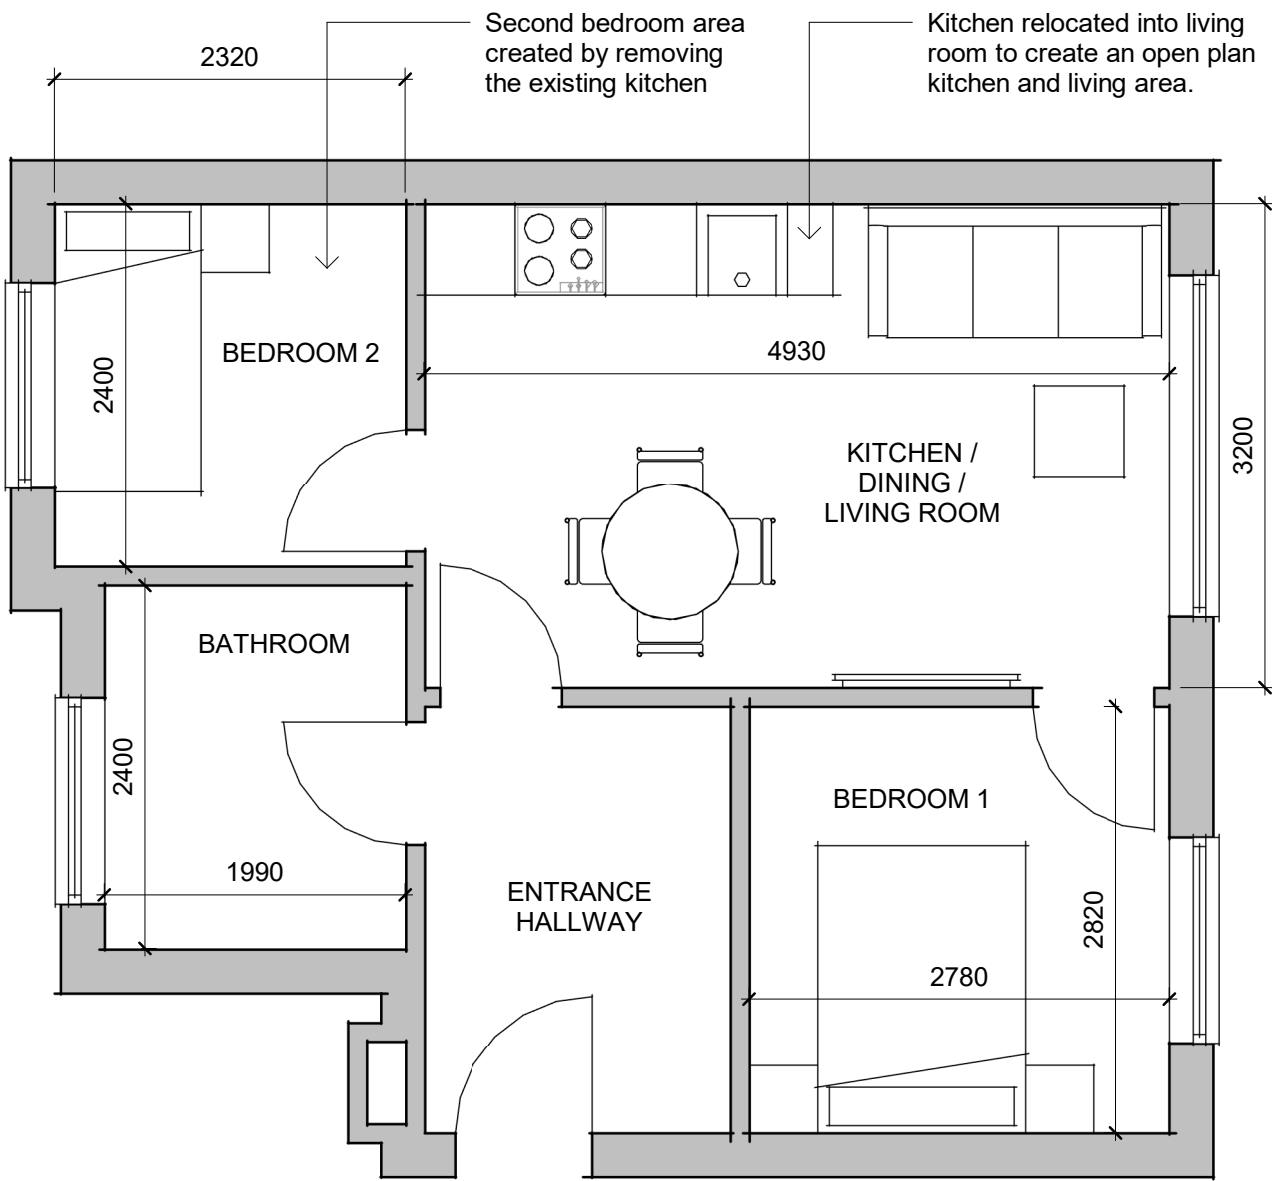 Second bedroom area
created by removing
the existing kitchen
Kitchen relocated into living
room to create an open plan
kitchen and living area.
2320
BEDROOM 2
2400
4930
KITCHEN /
DINING /
LIVING ROOM
3200
BATHROOM
2400
1990
ENTRANCE
HALLWAY
BEDROOM 1
2820
2780